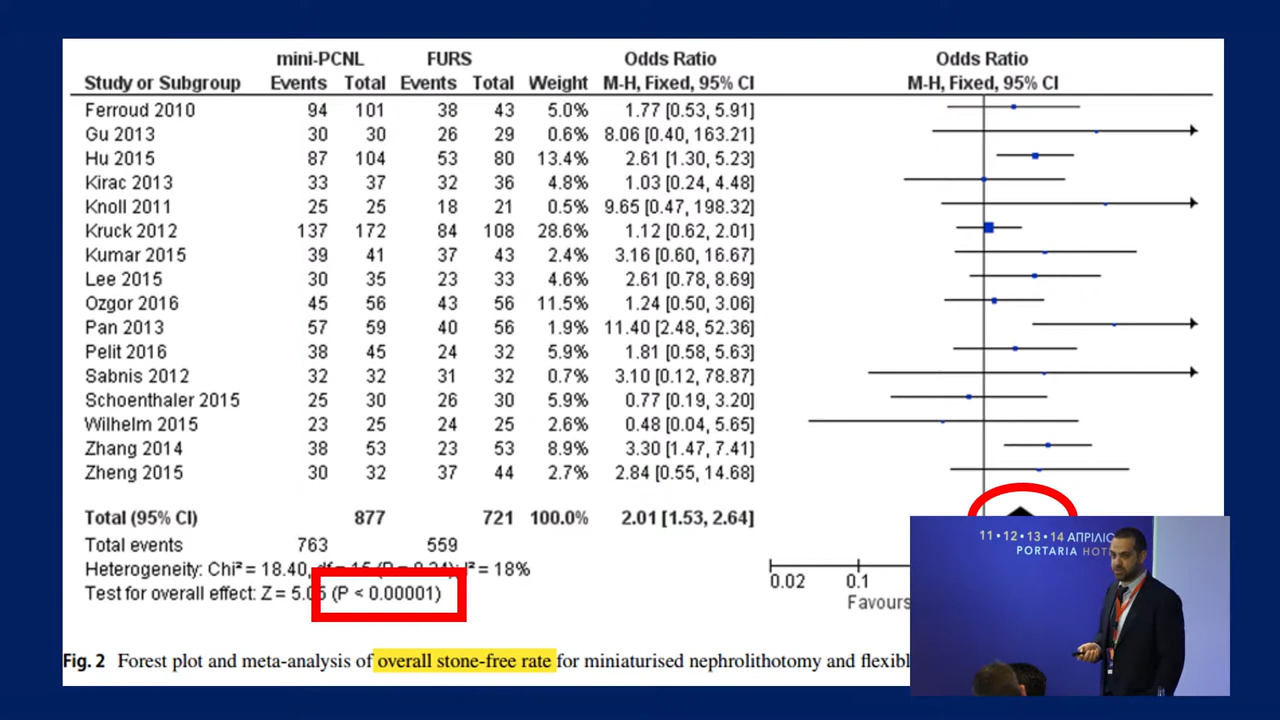 mini-PCNL FURS Odds Ratio Odds Ratio
Study or Subgroup Events Total Events Total Weight M-H, Fixed, 95% CI M-H, Fixed, 95% CI
Ferroud 2010 94 101 38 43 5.0% 1.77 [0.53, 5.91]
Gu 2013 30 30 26 29 0.6% 8.06 [0.40, 163.21]
Hu 2015 87 104 53 80 13.4% 2.61 [1.30, 5.23]
Kirac 2013 33 37 32 36 4.8% 1.03 [0.24, 4.48]
Knoll 2011 25 25 18 21 0.5% 9.65 [0.47, 198.32]
Kruck 2012 137 172 84 108 28.6% 1.12 [0.62, 2.01]
Kumar 2015 39 41 37 43 2.4% 3.16 [0.60, 16.67]
Lee 2015 30 35 23 33 4.6% 2.61 [0.78, 8.69]
Ozgor 2016 45 56 43 56 11.5% 1.24 [0.50, 3.06]
Pan 2013 57 59 40 56 1.9% 11.40 [2.48, 52.36]
Pelit 2016 38 45 24 32 5.9% 1.81 [0.58, 5.63]
Sabnis 2012 32 32 31 32 0.7% 3.10 [0.12, 78.87]
Schoenthaler 2015 25 30 26 30 5.9% 0.77 [0.19, 3.20]
Wilhelm 2015 23 25 24 25 2.6% 0.48 [0.04, 5.65]
Zhang 2014 38 53 23 53 8.9% 3.30 [1.47, 7.41]
Zheng 2015 30 32 37 44 2.7% 2.84 [0.55, 14.68]
Total (95% CI) 877 721 100.0% 2.01 [1.53, 2.64]
Total events 763 559
Heterogeneity: Chi² = 18.40, df = 15 (P = 0.24); I² = 18%
Test for overall effect: Z = 5.05 (P < 0.00001)
0.02 0.1
Favours
Fig. 2 Forest plot and meta-analysis of overall stone-free rate for miniaturised nephrolithotomy and flexibl
11 • 12 • 13 • 14 ΑΠΡΙΛΙΟ
PORTARIA HOT